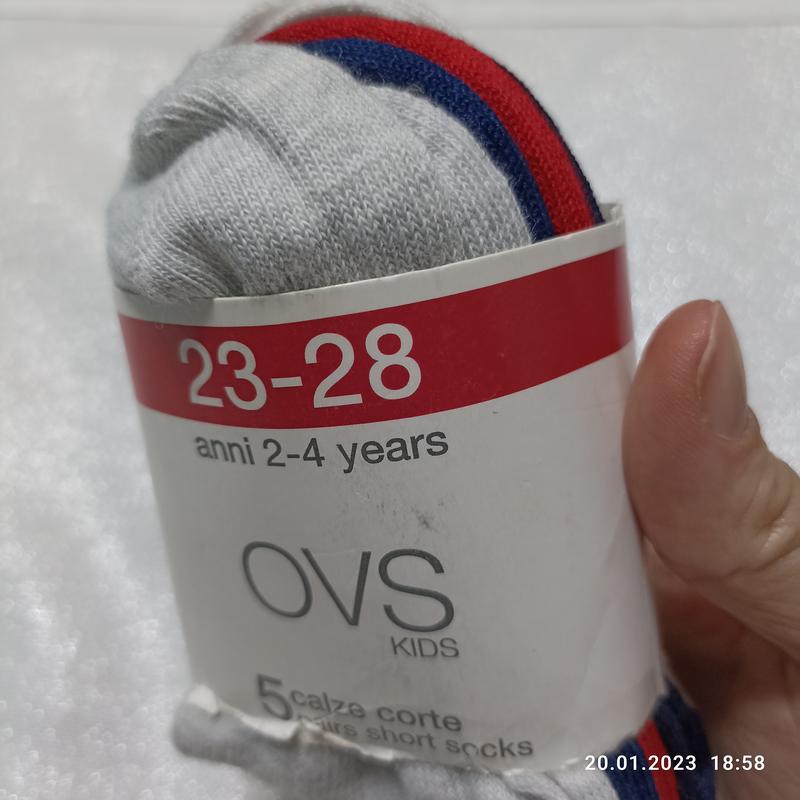 23-28
anni 2-4 years
OVS
KIDS
5 calze corte
pairs short socks
20.01.2023 18:58